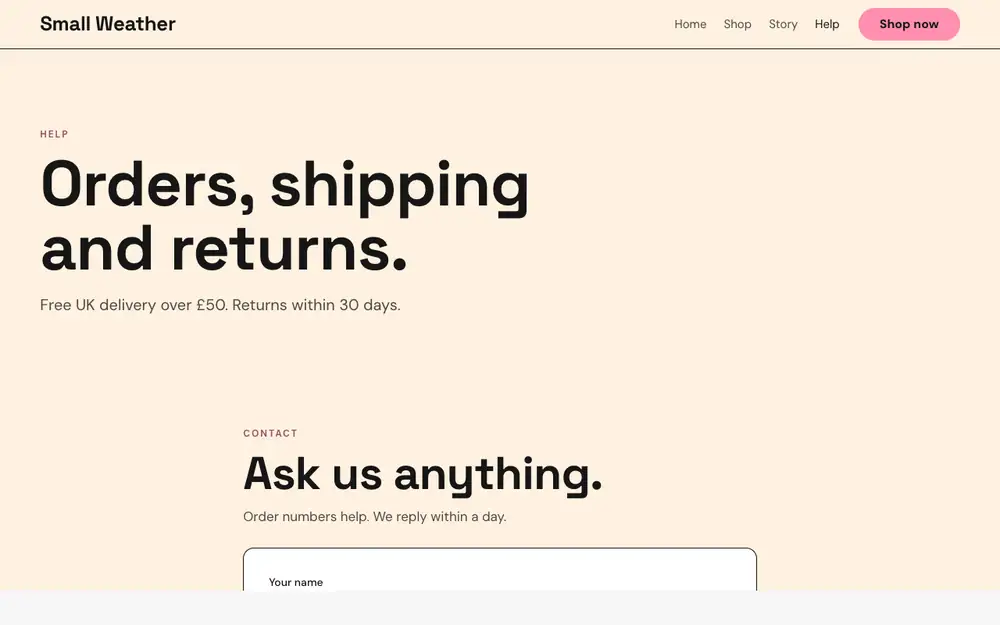 Small Weather
Home Shop Story Help Shop now
HELP
Orders, shipping
and returns.
Free UK delivery over £50. Returns within 30 days.
CONTACT
Ask us anything.
Order numbers help. We reply within a day.
Your name